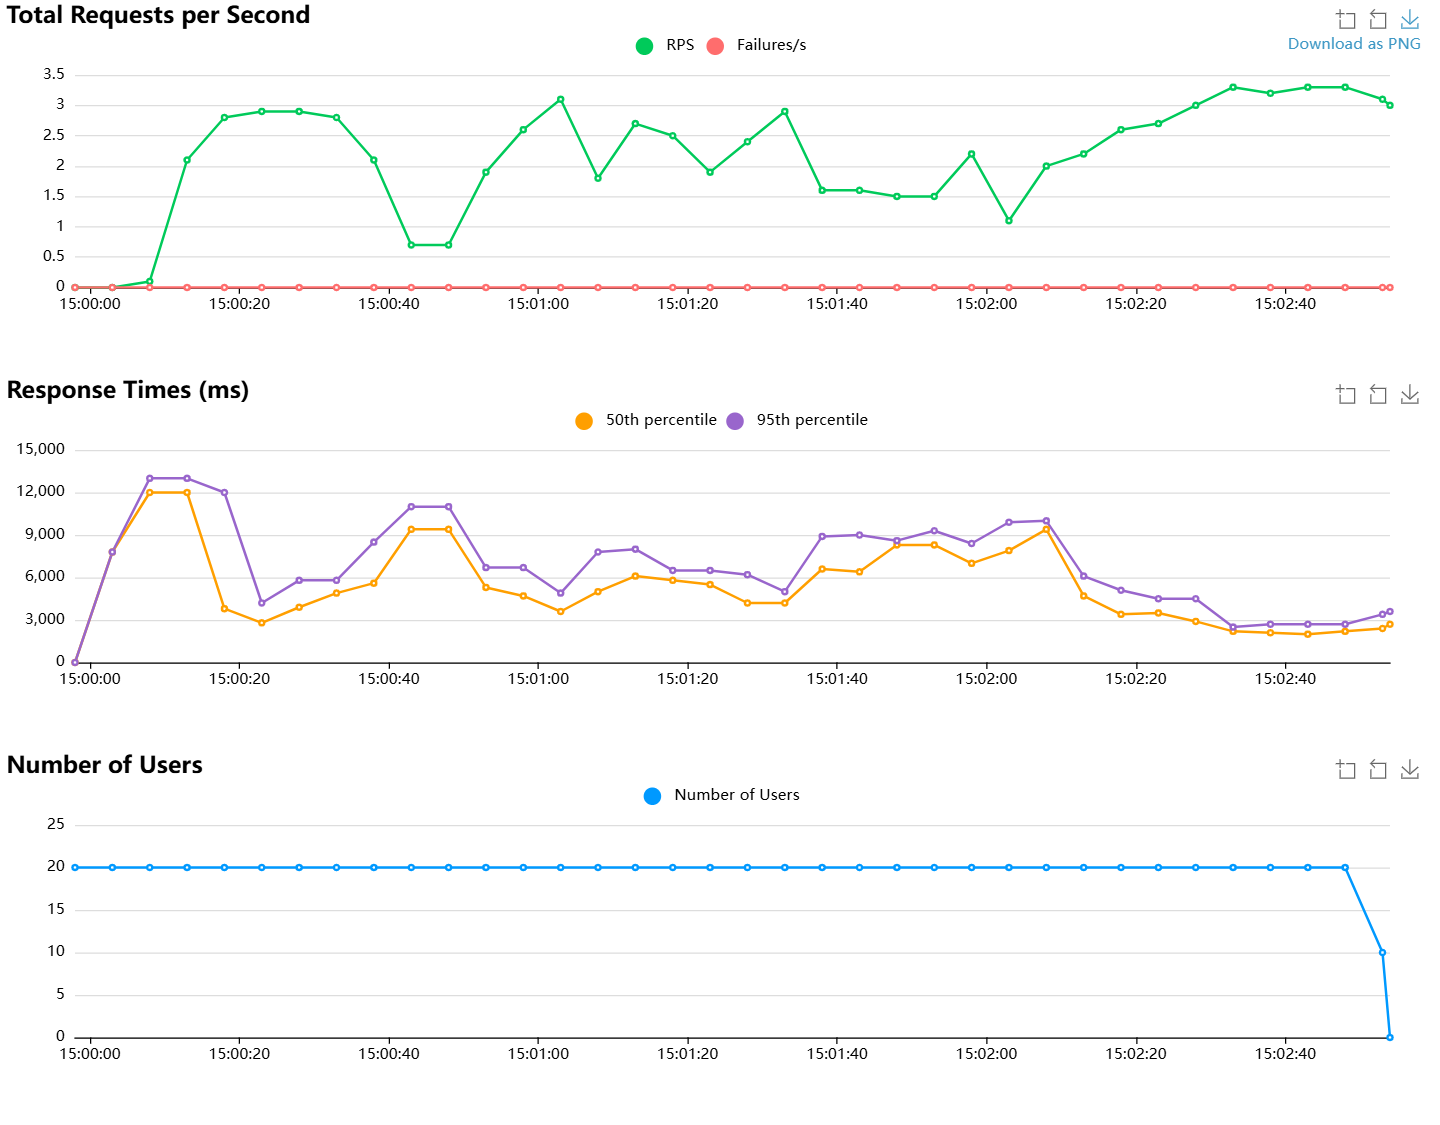 Total Requests per Second
Download as PNG
RPS Failures/s
3.5
3
2.5
2
1.5
1
0.5
0
15:00:00 15:00:20 15:00:40 15:01:00 15:01:20 15:01:40 15:02:00 15:02:20 15:02:40
Response Times (ms)
50th percentile 95th percentile
15,000
12,000
9,000
6,000
3,000
0
15:00:00 15:00:20 15:00:40 15:01:00 15:01:20 15:01:40 15:02:00 15:02:20 15:02:40
Number of Users
Number of Users
25
20
15
10
5
0
15:00:00 15:00:20 15:00:40 15:01:00 15:01:20 15:01:40 15:02:00 15:02:20 15:02:40